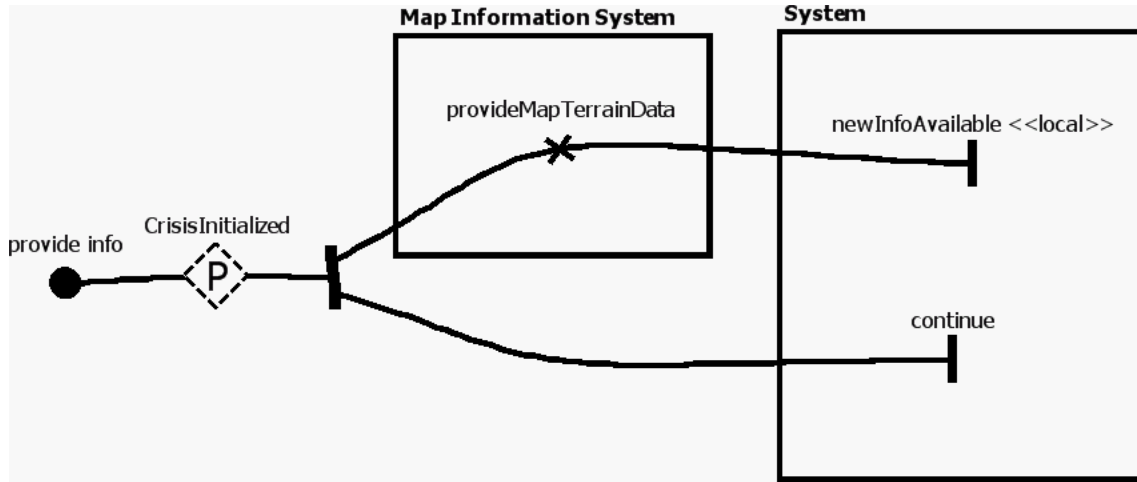 Map Information System
System
provideMapTerrainData
newInfoAvailable <<local>>
CrisisInitialized
provide info
P
continue